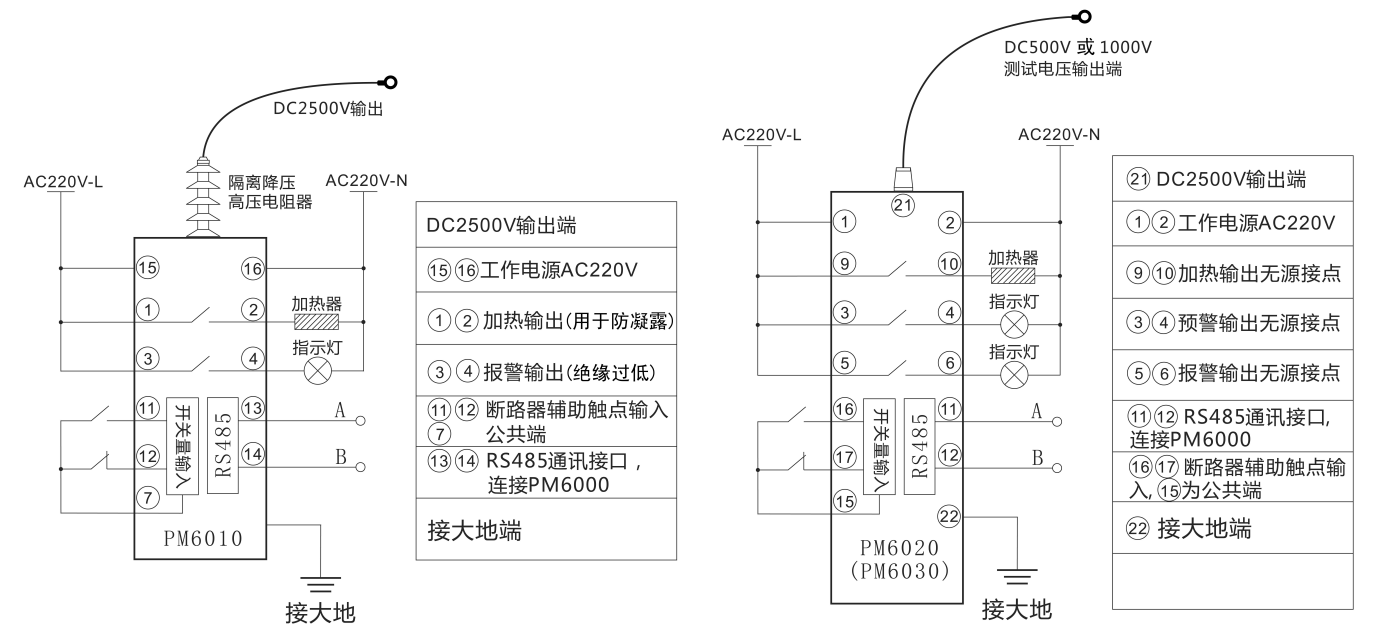 DC2500V输出
AC220V-L
隔离降压
高压电阻器
AC220V-N
⑮
⑯
①
②
加热器
③
④
指示灯
⑪
⑬
A
⑫
⑭
B
⑦
开关量输入
RS485
PM6010
接大地
DC2500V输出端
⑮⑯工作电源AC220V
①②加热输出(用于防凝露)
③④报警输出(绝缘过低)
⑪⑫断路器辅助触点输入
⑦ 公共端
⑬⑭ RS485通讯接口，
连接PM6000
接大地端
DC500V 或 1000V
测试电压输出端
AC220V-L
AC220V-N
㉑
①
②
⑨
⑩
加热器
③
④
指示灯
⑤
⑥
指示灯
⑯
⑪
A
⑰
⑫
B
⑮
㉒
开关量输入
RS485
PM6020
(PM6030)
接大地
㉑ DC2500V输出端
①②工作电源AC220V
⑨⑩加热输出无源接点
③④预警输出无源接点
⑤⑥报警输出无源接点
⑪⑫ RS485通讯接口,
连接PM6000
⑯⑰断路器辅助触点输
入,⑮为公共端
㉒ 接大地端